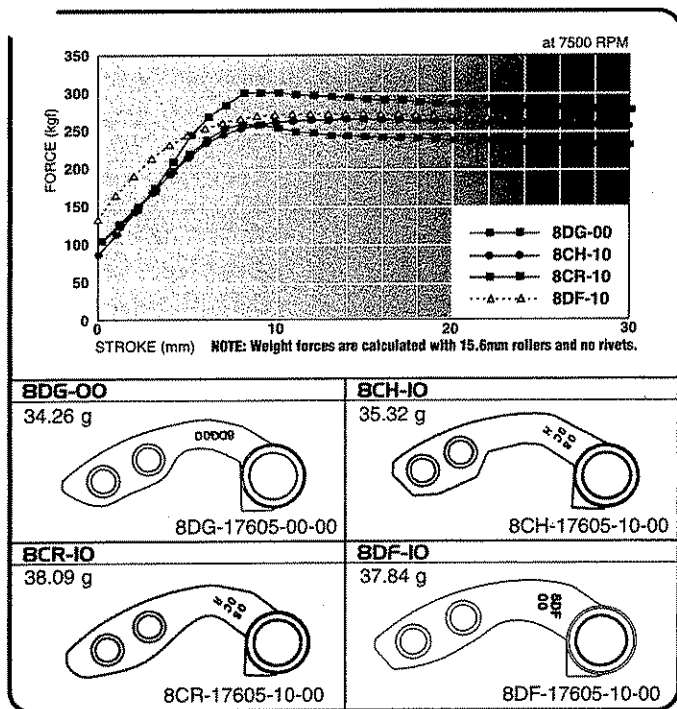 at 7500 RPM
350
300
250
200
150
100
50
0
FORCE (kgf)
0
10
20
30
8DG-00
8CH-10
8CR-10
8DF-10
STROKE (mm) NOTE: Weight forces are calculated with 15.6mm rollers and no rivets.
8DG-00
34.26 g
8DG00
8DG-17605-00-00
8CH-10
35.32 g
8CH
00
8CH-17605-10-00
8CR-10
38.09 g
8CR
00
8CR-17605-10-00
8DF-10
37.84 g
8DF
00
8DF-17605-10-00